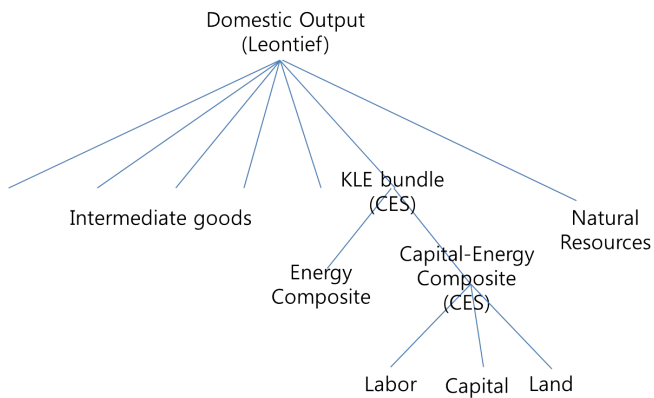 Domestic Output
(Leontief)
KLE bundle
(CES)
Intermediate goods
Natural
Resources
Capital-Energy
Composite
(CES)
Energy
Composite
Labor
Capital
Land